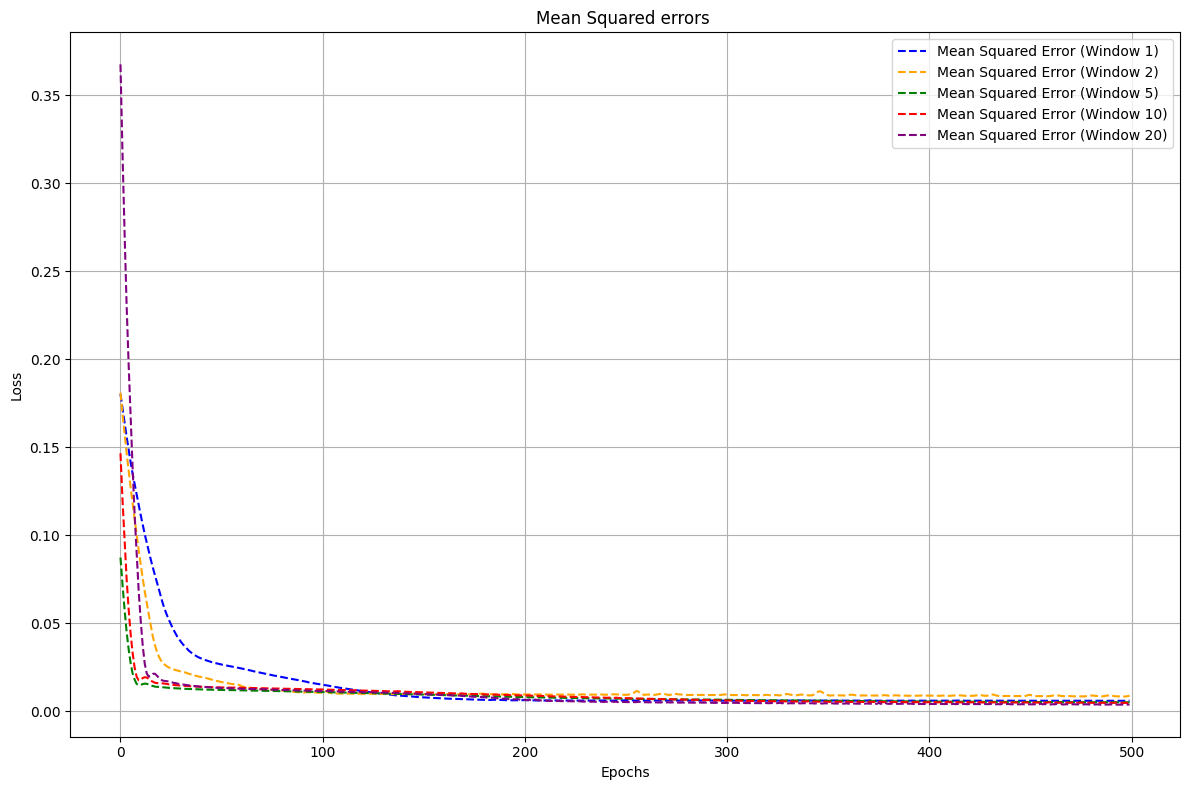 Mean Squared errors
Mean Squared Error (Window 1)
Mean Squared Error (Window 2)
Mean Squared Error (Window 5)
Mean Squared Error (Window 10)
Mean Squared Error (Window 20)
Loss
0.35
0.30
0.25
0.20
0.15
0.10
0.05
0.00
0 100 200 300 400 500
Epochs